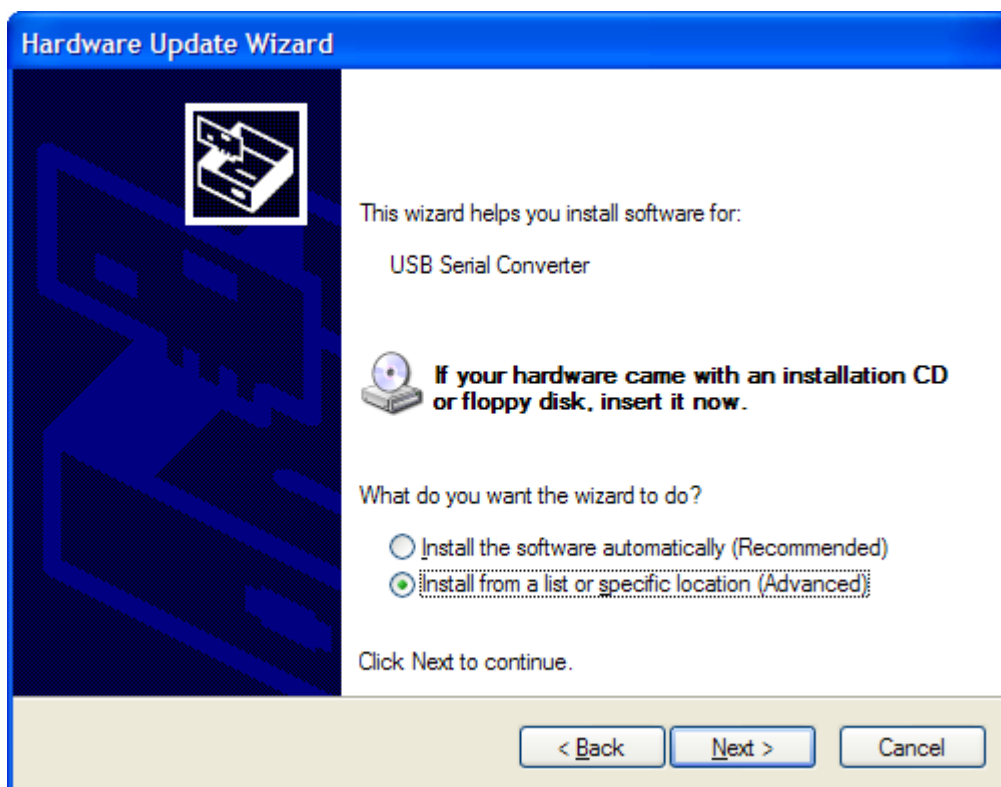 Hardware Update Wizard
This wizard helps you install software for:
USB Serial Converter
If your hardware came with an installation CD
or floppy disk, insert it now.
What do you want the wizard to do?
Install the software automatically (Recommended)
Install from a list or specific location (Advanced)
Click Next to continue.
< Back
Next >
Cancel